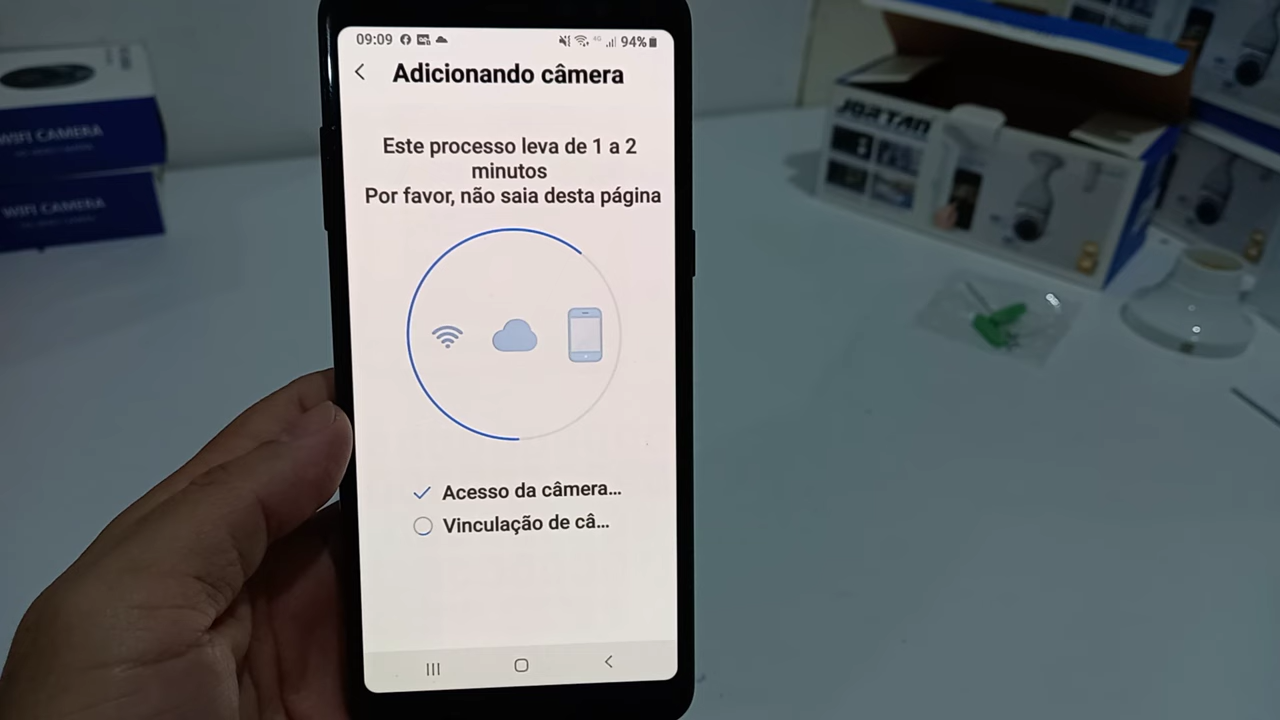 09:09
4G
94%
Adicionando câmera
Este processo leva de 1 a 2
minutos
Por favor, não saia desta página
Acesso da câmera...
Vinculação de câ...
WIFI CAMERA
WIFI CAMERA
JORTAN